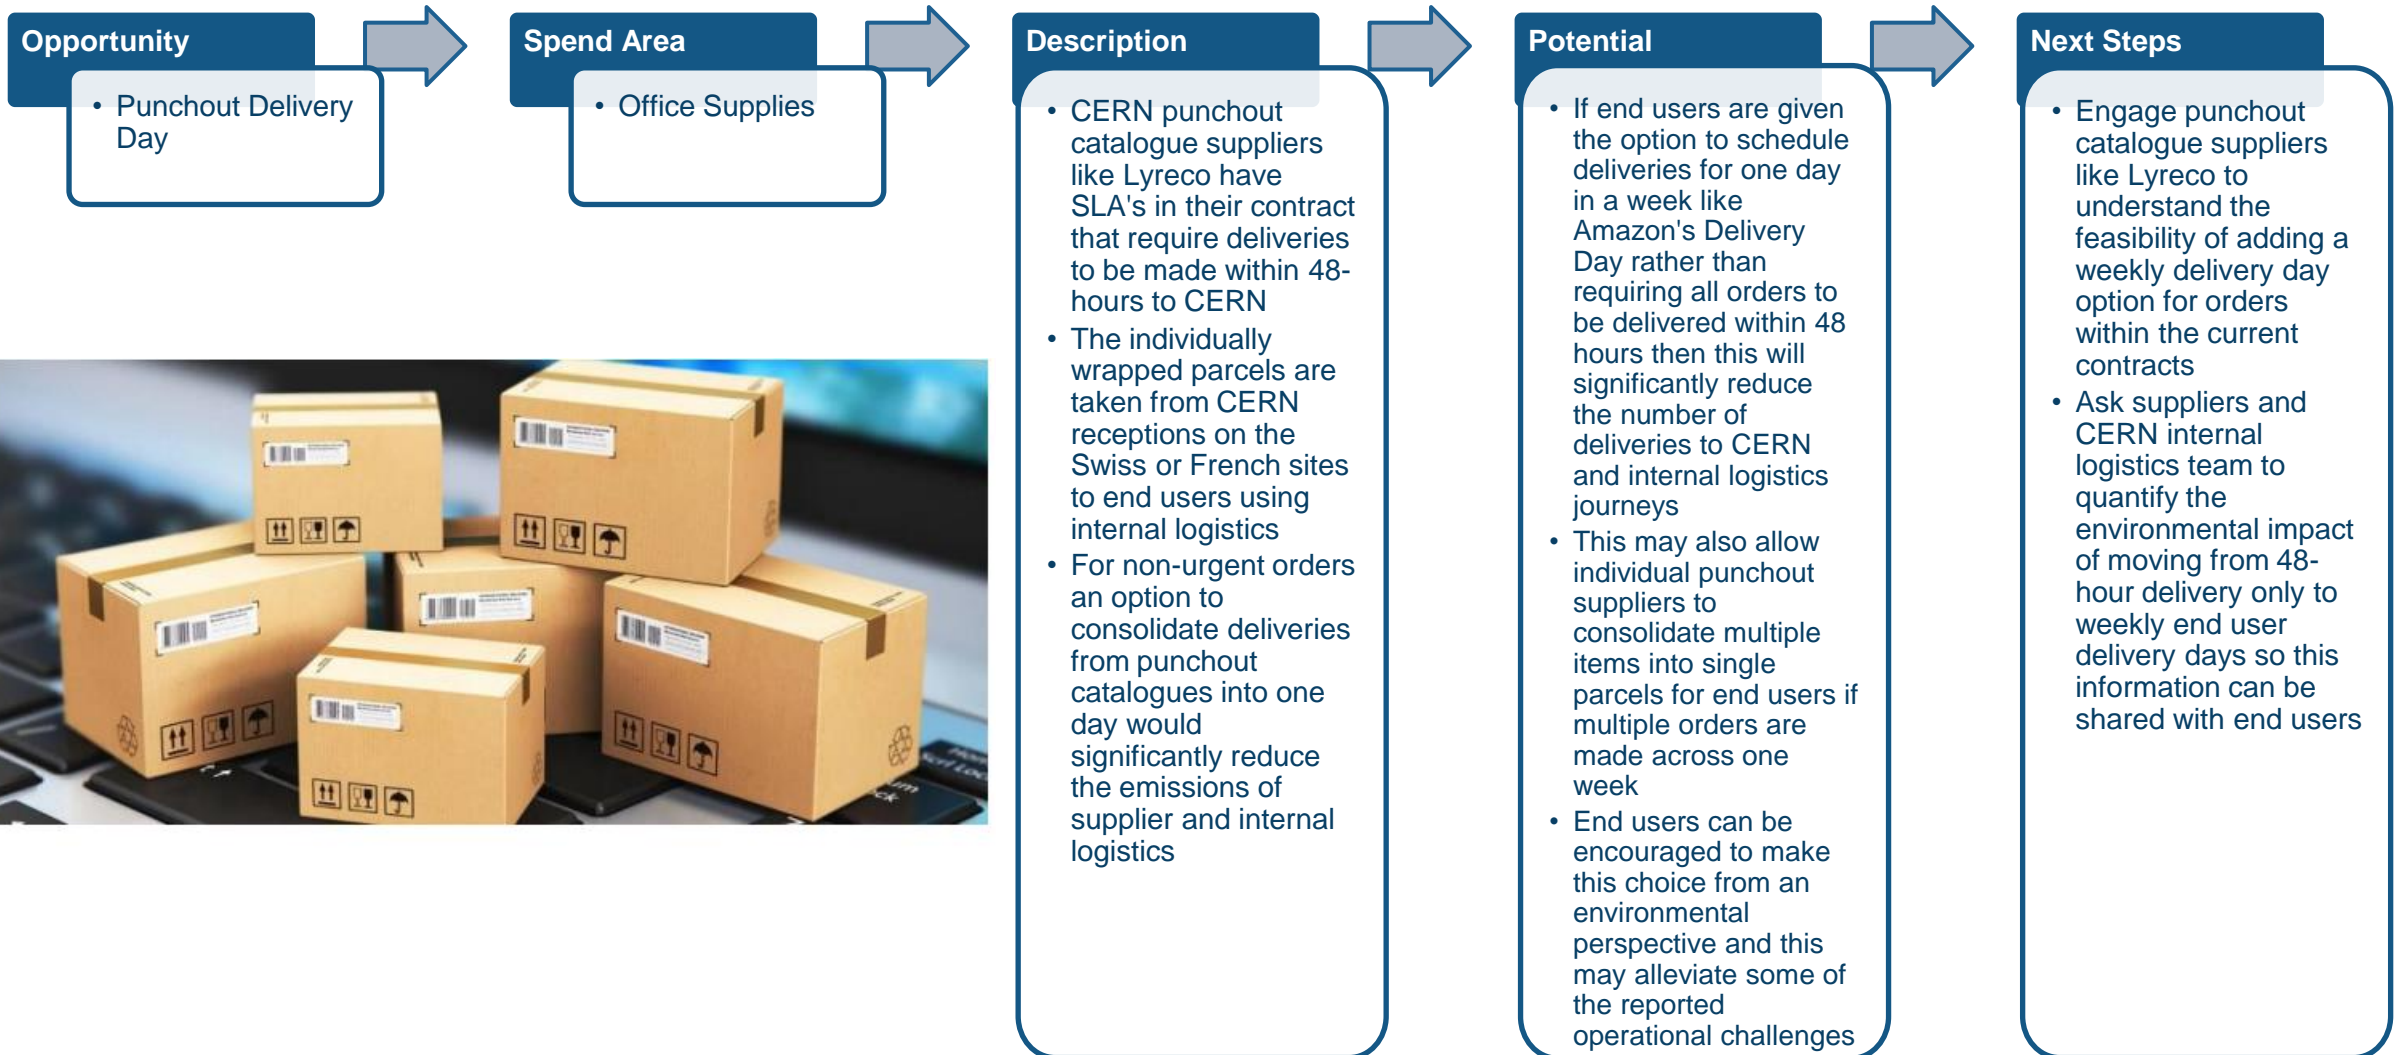 Opportunity
• Punchout Delivery
Day
Spend Area
• Office Supplies
Description
• CERN punchout
catalogue suppliers
like Lyreco have
SLA's in their contract
that require deliveries
to be made within 48-
hours to CERN
• The individually
wrapped parcels are
taken from CERN
receptions on the
Swiss or French sites
to end users using
internal logistics
• For non-urgent orders
an option to
consolidate deliveries
from punchout
catalogues into one
day would
significantly reduce
the emissions of
supplier and internal
logistics
Potential
• If end users are given
the option to schedule
deliveries for one day
in a week like
Amazon's Delivery
Day rather than
requiring all orders to
be delivered within 48
hours then this will
significantly reduce
the number of
deliveries to CERN
and internal logistics
journeys
• This may also allow
individual punchout
suppliers to
consolidate multiple
items into single
parcels for end users if
multiple orders are
made across one
week
• End users can be
encouraged to make
this choice from an
environmental
perspective and this
may alleviate some of
the reported
operational challenges
Next Steps
• Engage punchout
catalogue suppliers
like Lyreco to
understand the
feasibility of adding a
weekly delivery day
option for orders
within the current
contracts
• Ask suppliers and
CERN internal
logistics team to
quantify the
environmental impact
of moving from 48-
hour delivery only to
weekly end user
delivery days so this
information can be
shared with end users